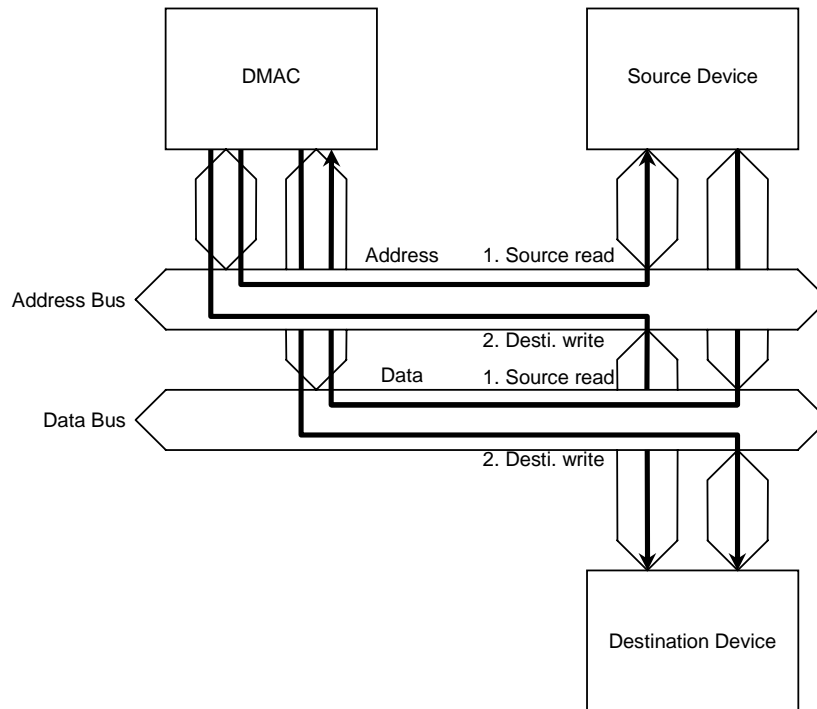 DMAC
Source Device
Address
1. Source read
Address Bus
2. Desti. write
Data
1. Source read
Data Bus
2. Desti. write
Destination Device